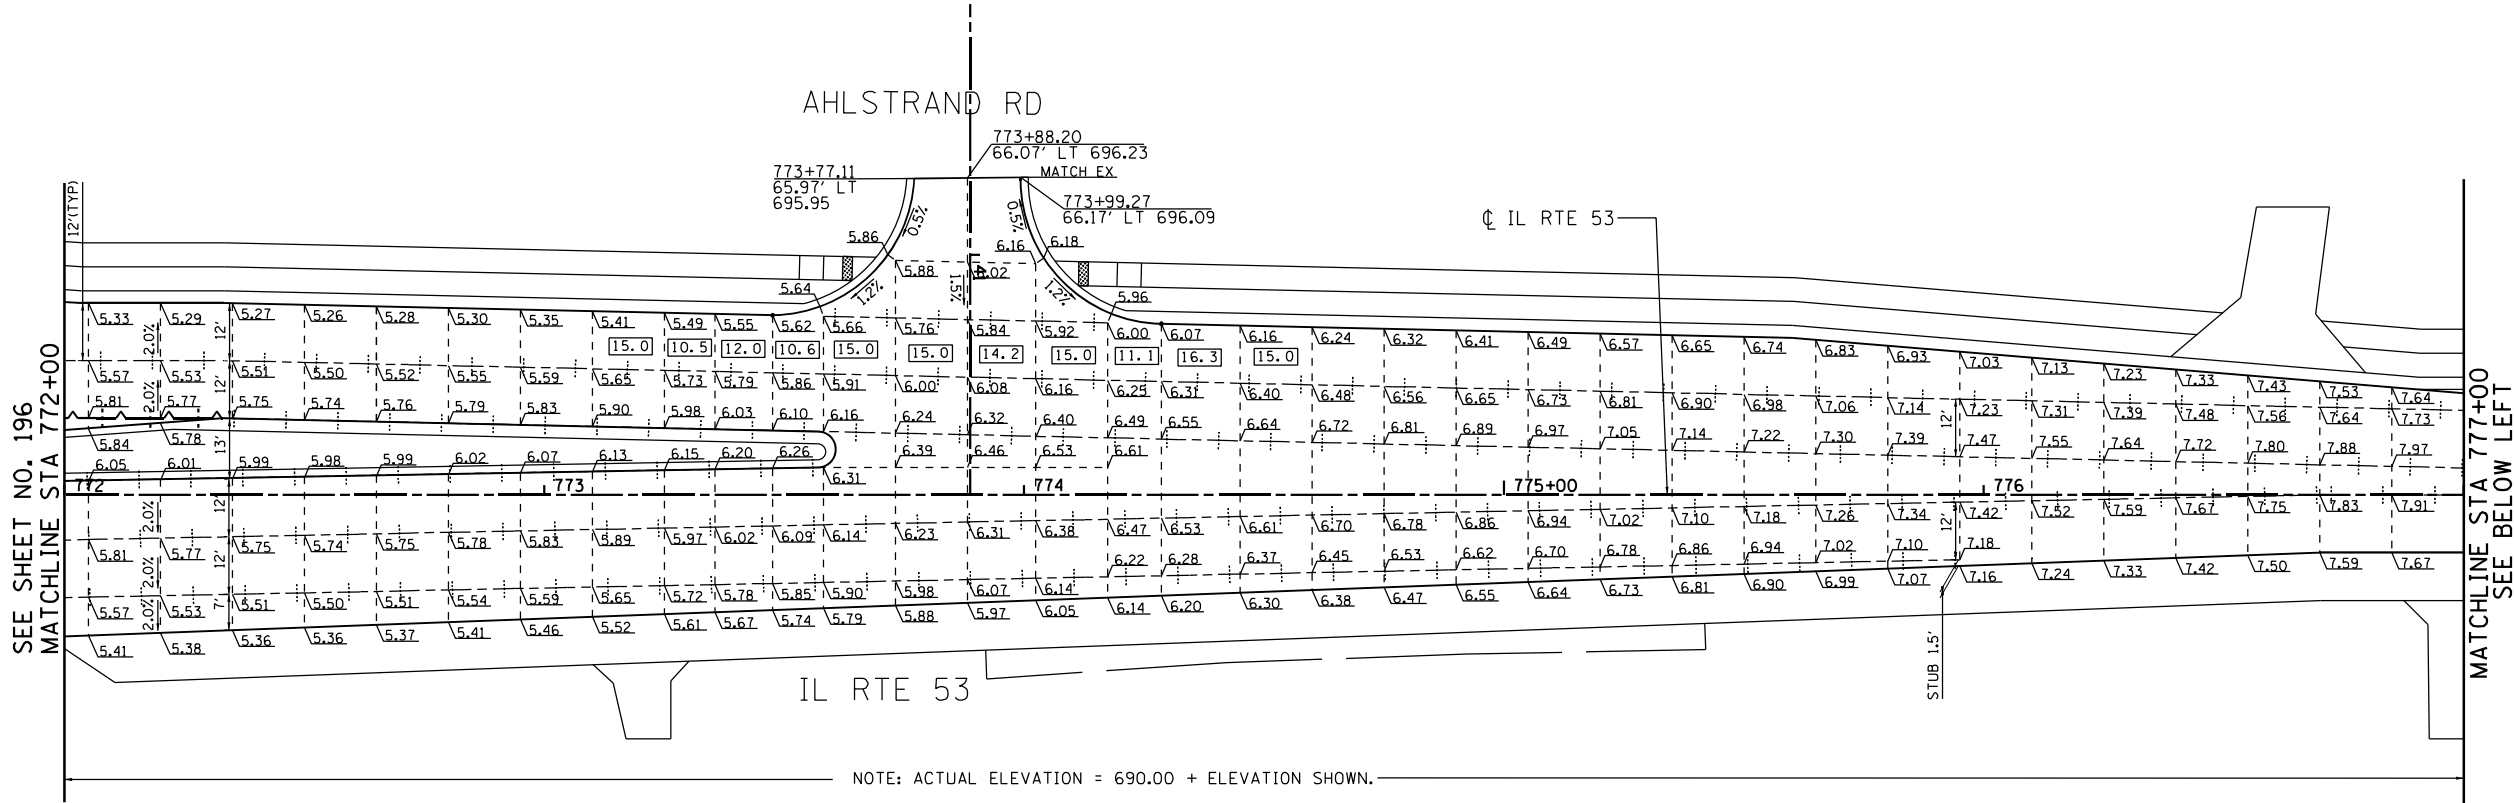 AHLSTRAND RD
773+88.20
66.07' LT 696.23
MATCH EX
773+77.11
65.97' LT
695.95
773+99.27
66.17' LT 696.09
℄ IL RTE 53
12'(TYP)
0.5% 0.5%
5.86 6.16 6.18
5.88 6.02
41
1.5%
1.2% 1.2%
5.64 5.96
5.33 5.29 5.27 5.26 5.28 5.30 5.35 5.41 5.49 5.55 5.62 5.66 5.76 5.84 5.92 6.00 6.07 6.16 6.24 6.32 6.41 6.49 6.57 6.65 6.74 6.83 6.93 7.03 7.13 7.23 7.33 7.43 7.53 7.64
2.0% 12'
15.0 10.5 12.0 10.6 15.0 15.0 14.2 15.0 11.1 16.3 15.0
5.57 5.53 5.51 5.50 5.52 5.55 5.59 5.65 5.73 5.79 5.86 5.91 6.00 6.08 6.16 6.25 6.31 6.40 6.48 6.56 6.65 6.73 6.81 6.90 6.98 7.06 7.14 7.23 7.31 7.39 7.48 7.56 7.64 7.73
2.0% 12' 12'
5.81 5.77 5.75 5.74 5.76 5.79 5.83 5.90 5.98 6.03 6.10 6.16 6.24 6.32 6.40 6.49 6.55 6.64 6.72 6.81 6.89 6.97 7.05 7.14 7.22 7.30 7.39 7.47 7.55 7.64 7.72 7.80 7.88 7.97
5.84 5.78 13'
6.05 6.01 5.99 5.98 5.99 6.02 6.07 6.13 6.15 6.20 6.26 6.31 6.39 6.46 6.53 6.61
772 773 774 775+00 776
2.0% 12' 12'
5.81 5.77 5.75 5.74 5.75 5.78 5.83 5.89 5.97 6.02 6.09 6.14 6.23 6.31 6.38 6.47 6.53 6.61 6.70 6.78 6.86 6.94 7.02 7.10 7.18 7.26 7.34 7.42 7.52 7.59 7.67 7.75 7.83 7.91
2.0% 12'
5.57 5.53 5.51 5.50 5.51 5.54 5.59 5.65 5.72 5.78 5.85 5.90 5.98 6.07 6.14 6.22 6.28 6.37 6.45 6.53 6.62 6.70 6.78 6.86 6.94 7.02 7.10 7.18
2.0% 7'
5.41 5.38 5.36 5.36 5.37 5.41 5.46 5.52 5.61 5.67 5.74 5.79 5.88 5.97 6.05 6.14 6.20 6.30 6.38 6.47 6.55 6.64 6.73 6.81 6.90 6.99 7.07 7.16 7.24 7.33 7.42 7.50 7.59 7.67
STUB 1.5'
IL RTE 53
SEE SHEET NO. 196
MATCHLINE STA 772+00
MATCHLINE STA 777+00
SEE BELOW LEFT
NOTE: ACTUAL ELEVATION = 690.00 + ELEVATION SHOWN.